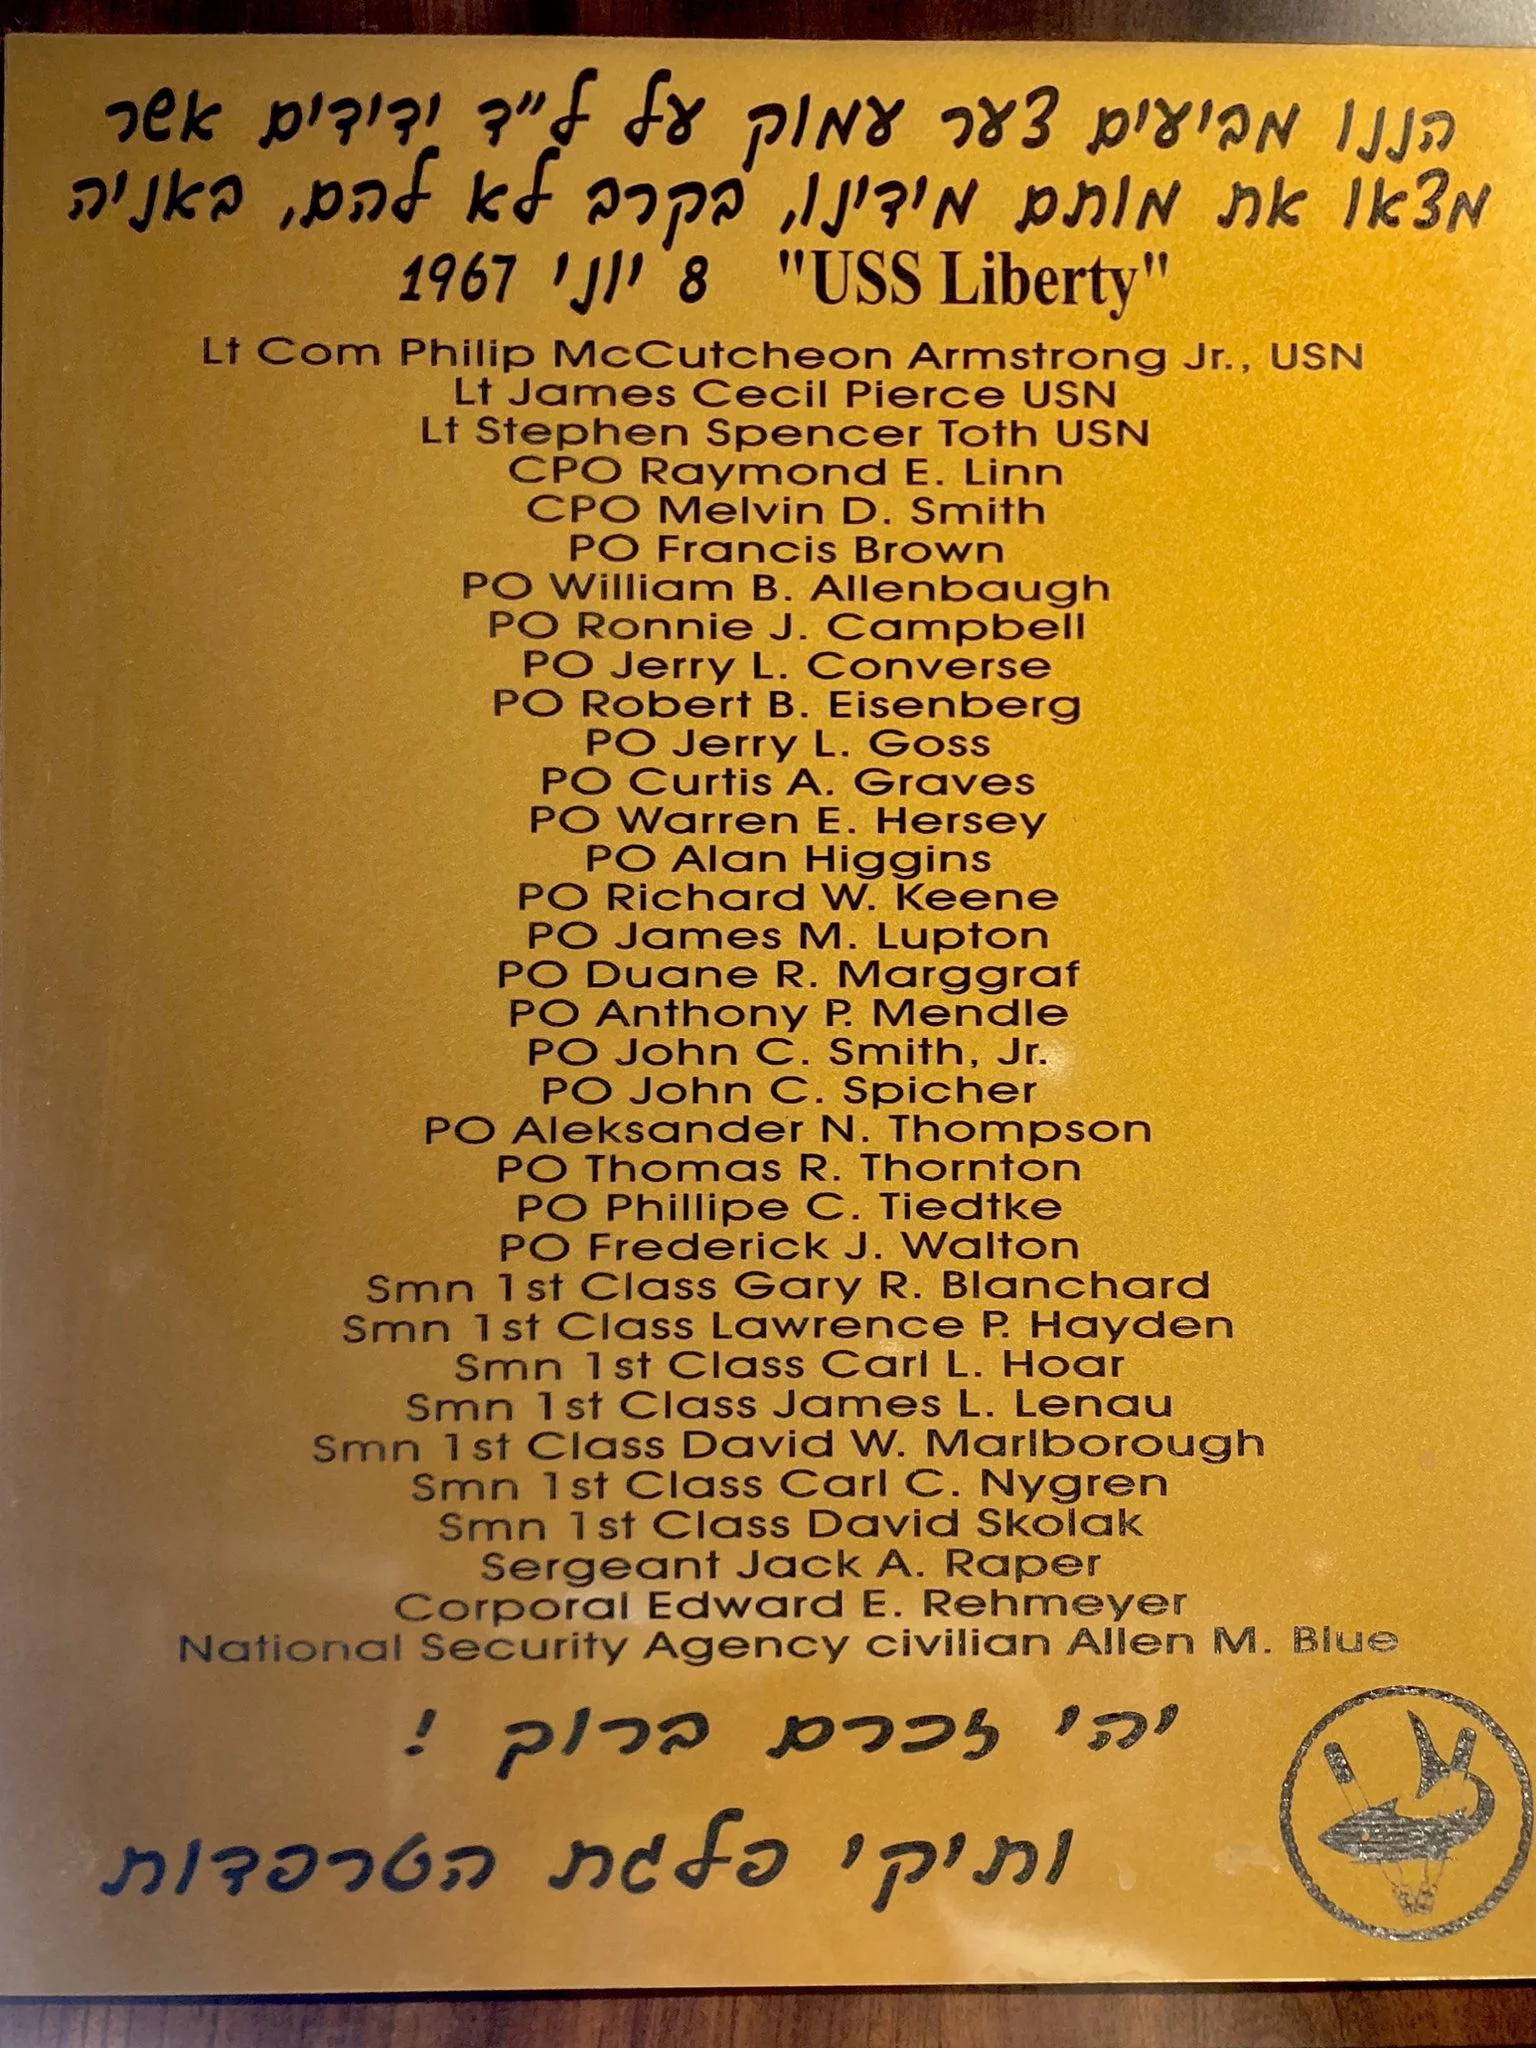 הננו מביעים צער עמוק על ל"ד ידידים אשר
מצאו את מותם מידינו, בקרב לא להם, באניה
"USS Liberty" 8 יוני 1967
Lt Com Philip McCutcheon Armstrong Jr., USN
Lt James Cecil Pierce USN
Lt Stephen Spencer Toth USN
CPO Raymond E. Linn
CPO Melvin D. Smith
PO Francis Brown
PO William B. Allenbaugh
PO Ronnie J. Campbell
PO Jerry L. Converse
PO Robert B. Eisenberg
PO Jerry L. Goss
PO Curtis A. Graves
PO Warren E. Hersey
PO Alan Higgins
PO Richard W. Keene
PO James M. Lupton
PO Duane R. Marggraf
PO Anthony P. Mendle
PO John C. Smith, Jr.
PO John C. Spicher
PO Aleksander N. Thompson
PO Thomas R. Thornton
PO Phillipe C. Tiedtke
PO Frederick J. Walton
Smn 1st Class Gary R. Blanchard
Smn 1st Class Lawrence P. Hayden
Smn 1st Class Carl L. Hoar
Smn 1st Class James L. Lenau
Smn 1st Class David W. Marlborough
Smn 1st Class Carl C. Nygren
Smn 1st Class David Skolak
Sergeant Jack A. Raper
Corporal Edward E. Rehmeyer
National Security Agency civilian Allen M. Blue
יהי זכרם ברוך !
ותיקי פלגת הטרפדות